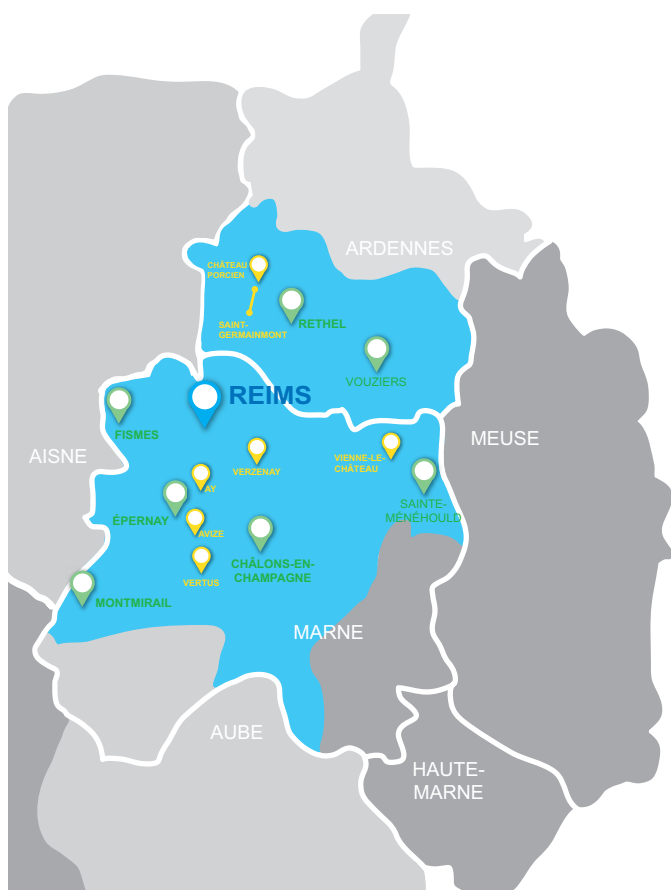 ARDENNES
CHÂTEAU
PORCIEN
SAINT-
GERMAINMONT
RETHEL
VOUZIERS
REIMS
FISMES
AISNE
MEUSE
VERZENAY
VIENNE-LE-
CHÂTEAU
AY
SAINTE-
MÉNÉHOULD
ÉPERNAY
AVIZE
CHÂLONS-EN-
CHAMPAGNE
VERTUS
MONTMIRAIL
MARNE
AUBE
HAUTE-
MARNE